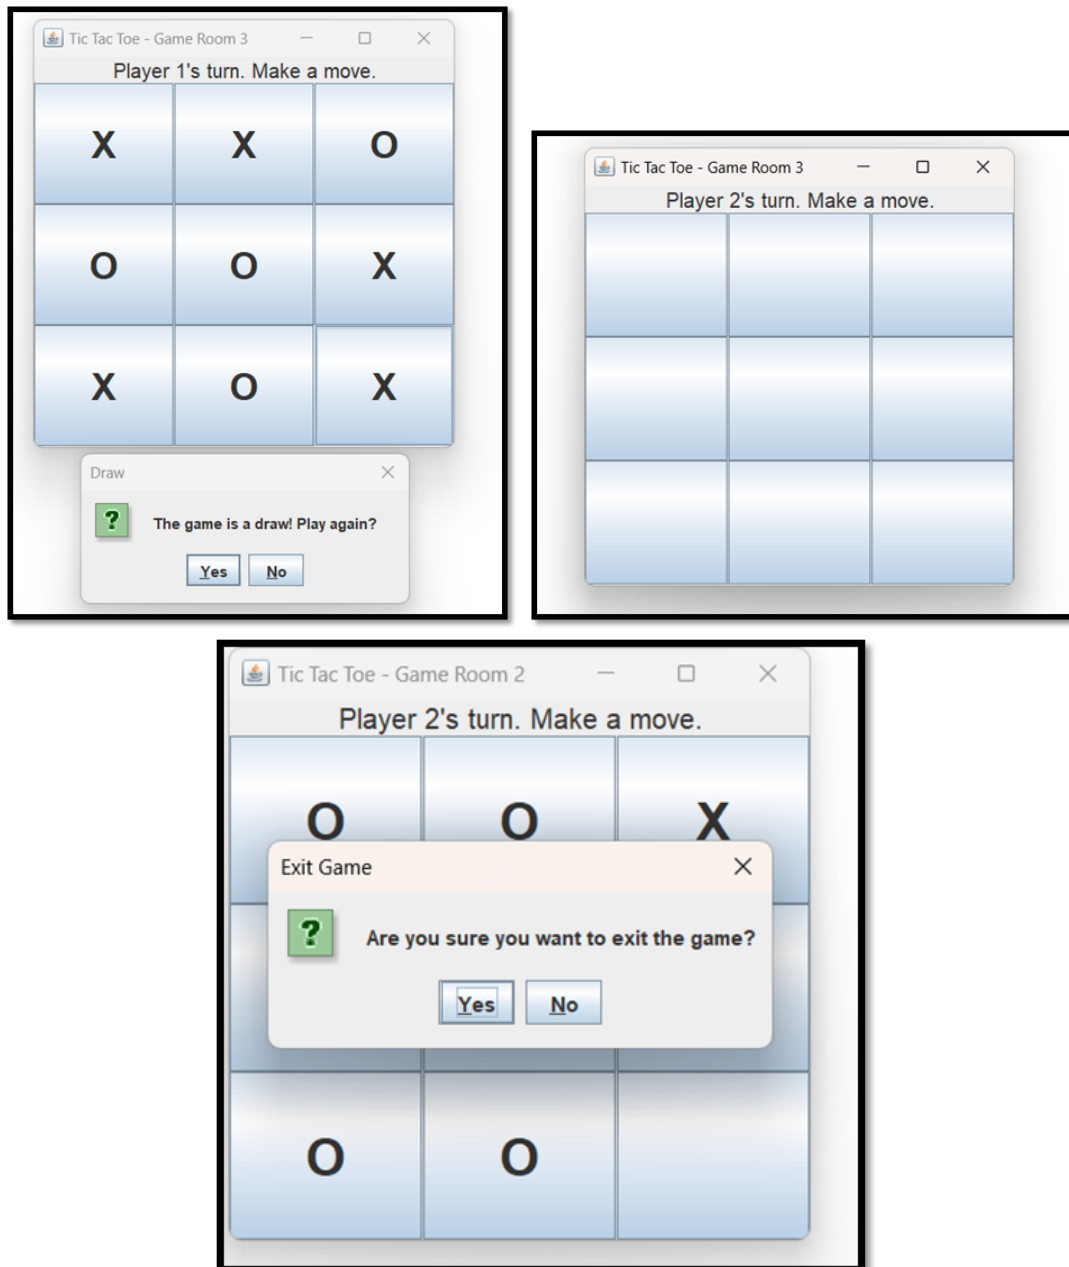 Tic Tac Toe - Game Room 3
Player 1's turn. Make a move.
X X O
O O X
X O X
Draw
The game is a draw! Play again?
Yes No
Tic Tac Toe - Game Room 3
Player 2's turn. Make a move.
Tic Tac Toe - Game Room 2
Player 2's turn. Make a move.
O O X
Exit Game
Are you sure you want to exit the game?
Yes No
O O